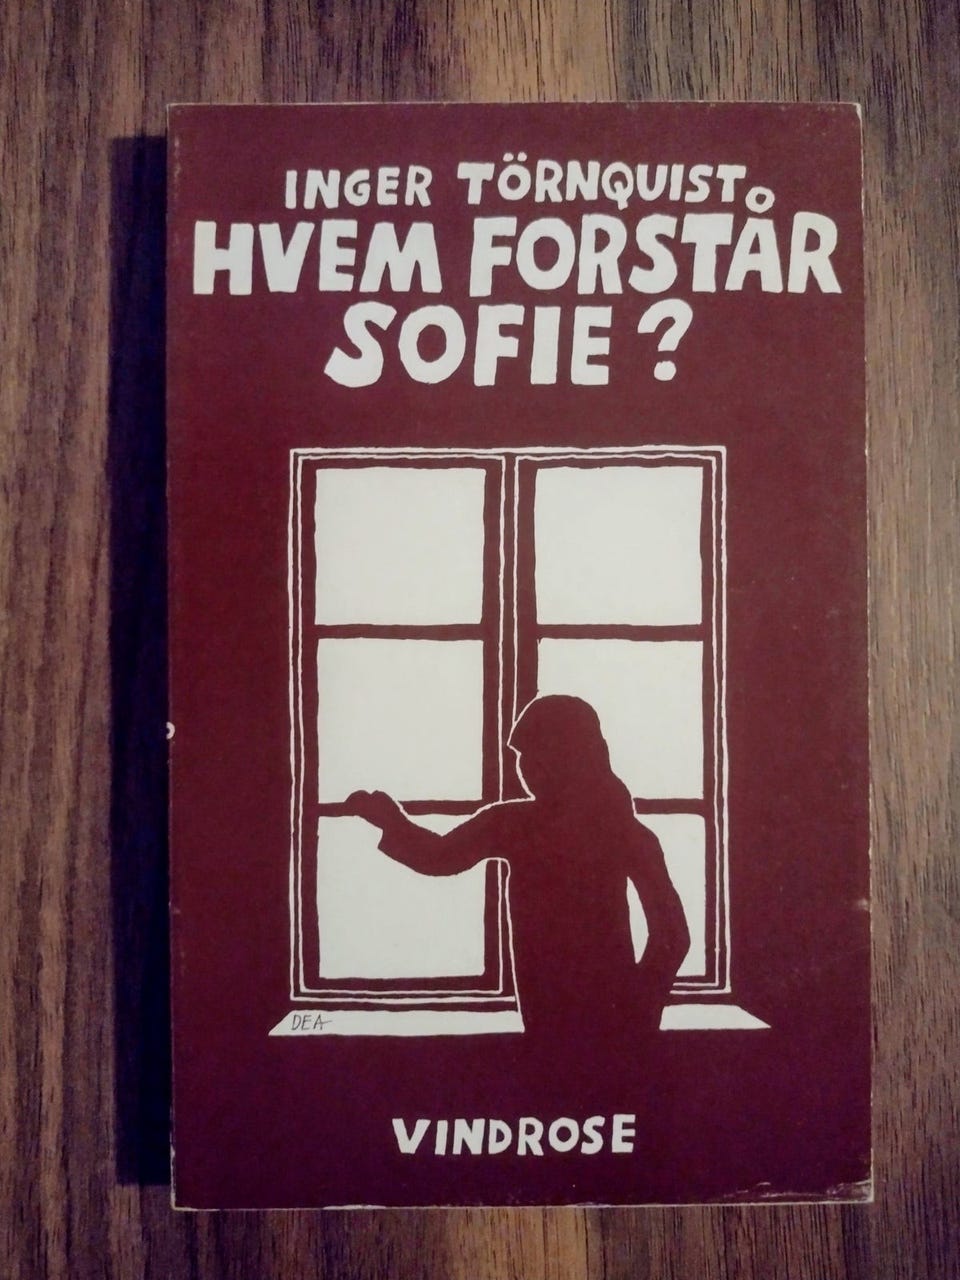 INGER TÖRNQUIST
HVEM FORSTÅR
SOFIE?
DEA
VINDROSE